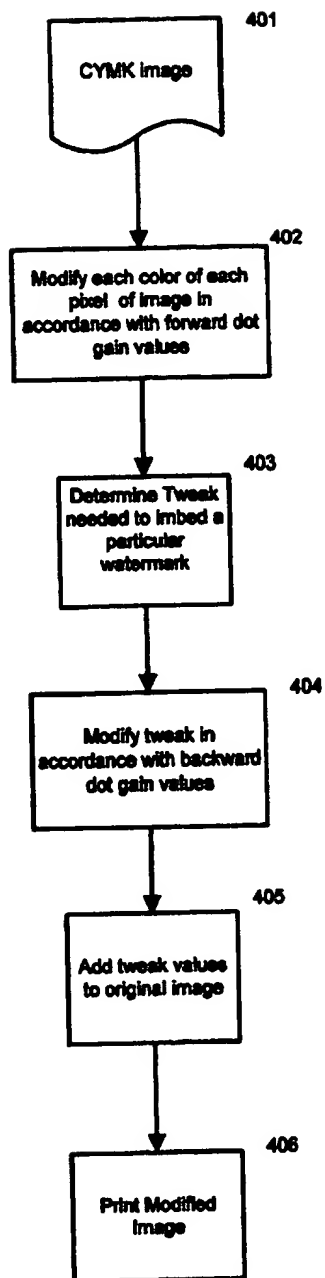 401
CYMK image
402
Modify each color of each
pixel of image in
accordance with forward dot
gain values
403
Determine Tweak
needed to imbed a
particular
watermark
404
Modify tweak in
accordance with backward
dot gain values
405
Add tweak values
to original image
406
Print Modified
Image